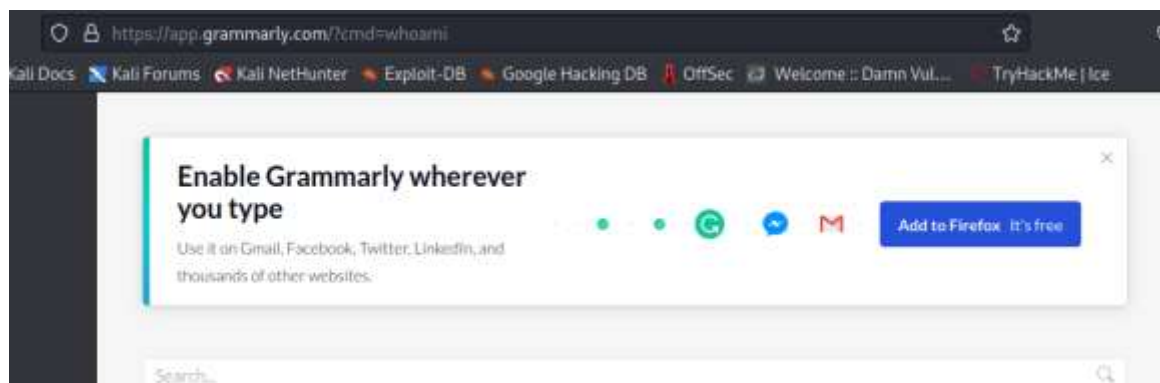 https://app.grammarly.com/?cmd=whoami
Kali Docs Kali Forums Kali NetHunter Exploit-DB Google Hacking DB OffSec Welcome :: Damn Vul... TryHackMe | Ice
Enable Grammarly wherever
you type
Use it on Gmail, Facebook, Twitter, LinkedIn, and
thousands of other websites.
Add to Firefox It's free
Search...